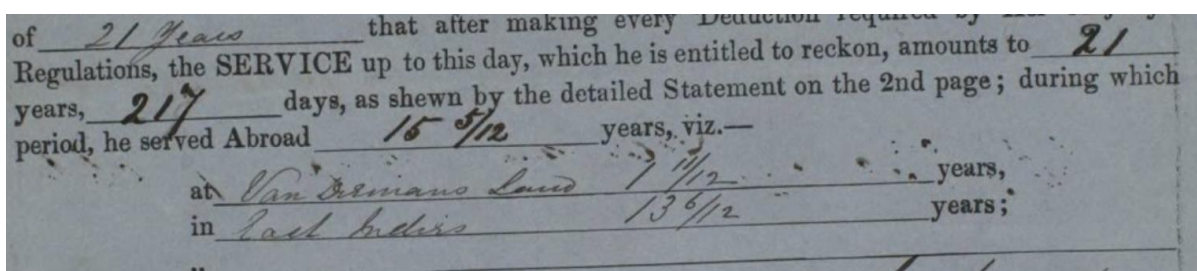 of 21 Years that after making every Deduction required by Her
Regulations, the SERVICE up to this day, which he is entitled to reckon, amounts to 21
years, 217 days, as shewn by the detailed Statement on the 2nd page; during which
period, he served Abroad 15 5/12 years, viz.—
at Van Diemans Land 1 11/12 years,
in East Indies 13 6/12 years;